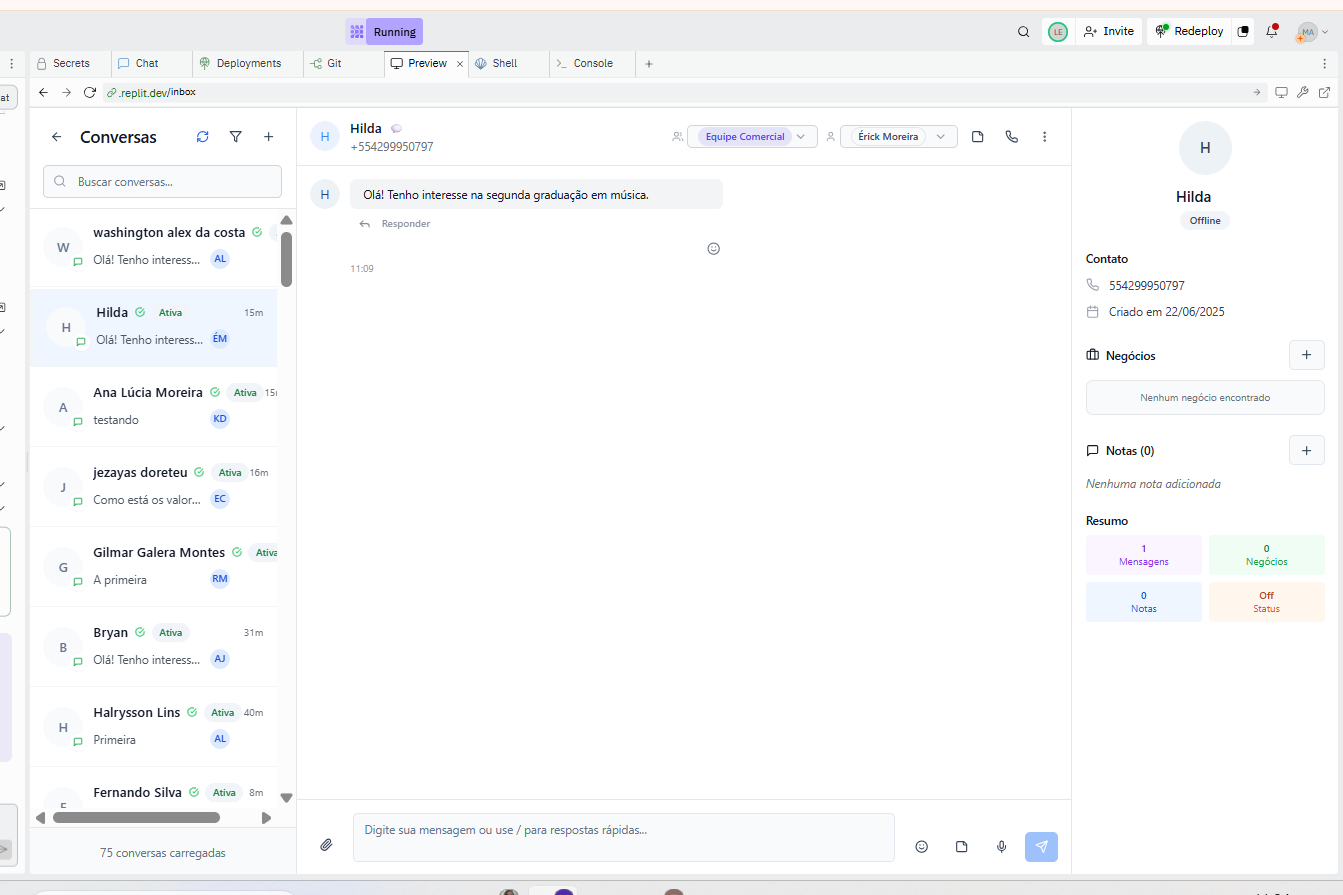 Running
LE
Invite
Redeploy
MA
at
Secrets
Chat
Deployments
Git
Preview
Shell
Console
.replit.dev/inbox
Conversas
Buscar conversas...
W
washington alex da costa
Olá! Tenho interess...
AL
H
Hilda
Ativa
15m
Olá! Tenho interess...
ÉM
A
Ana Lúcia Moreira
Ativa
testando
KD
J
jezayas doreteu
Ativa
16m
Como está os valor...
EC
G
Gilmar Galera Montes
Ativa
A primeira
RM
B
Bryan
Ativa
31m
Olá! Tenho interess...
AJ
H
Halrysson Lins
Ativa
40m
Primeira
AL
F
Fernando Silva
Ativa
8m
75 conversas carregadas
H
Hilda
+554299950797
Equipe Comercial
Érick Moreira
H
Olá! Tenho interesse na segunda graduação em música.
Responder
11:09
Digite sua mensagem ou use / para respostas rápidas...
H
Hilda
Offline
Contato
554299950797
Criado em 22/06/2025
Negócios
Nenhum negócio encontrado
Notas (0)
Nenhuma nota adicionada
Resumo
1
Mensagens
0
Negócios
0
Notas
Off
Status